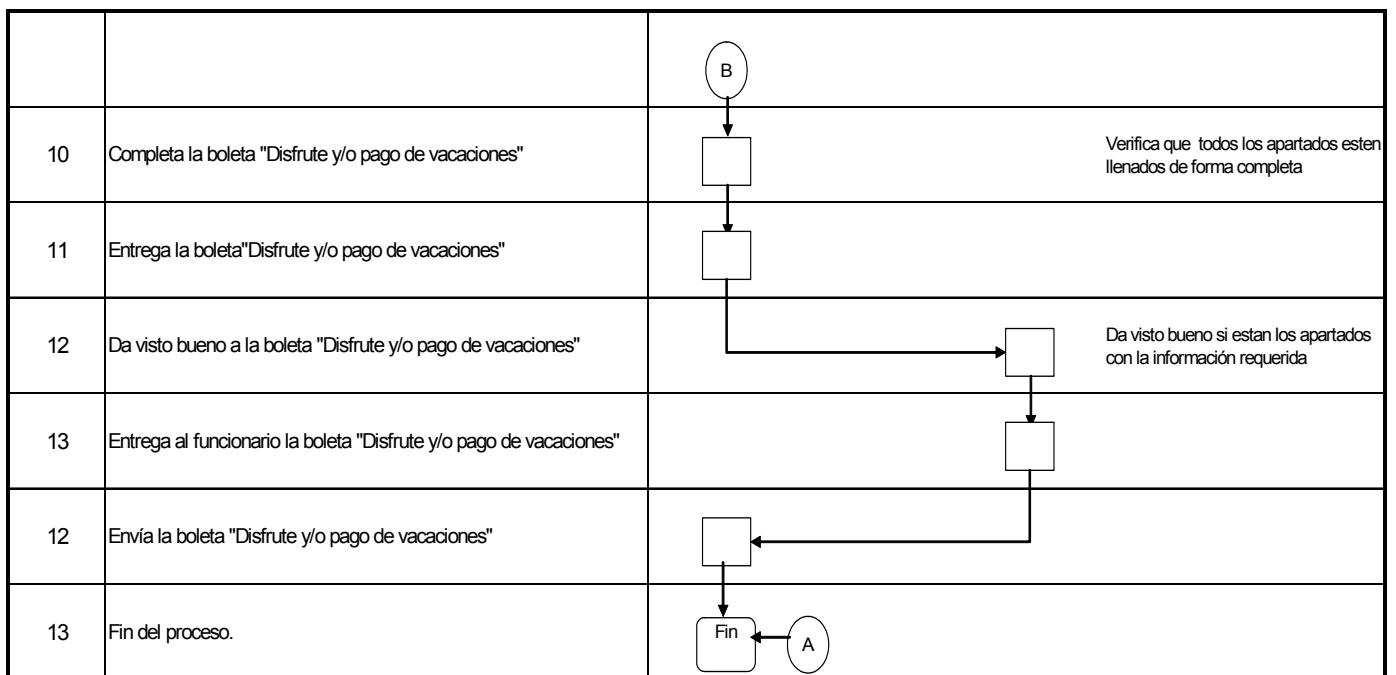 B
10
Completa la boleta "Disfrute y/o pago de vacaciones"
Verifica que todos los apartados esten
llenados de forma completa
11
Entrega la boleta"Disfrute y/o pago de vacaciones"
12
Da visto bueno a la boleta "Disfrute y/o pago de vacaciones"
Da visto bueno si estan los apartados
con la información requerida
13
Entrega al funcionario la boleta "Disfrute y/o pago de vacaciones"
12
Envía la boleta "Disfrute y/o pago de vacaciones"
13
Fin del proceso.
Fin
A